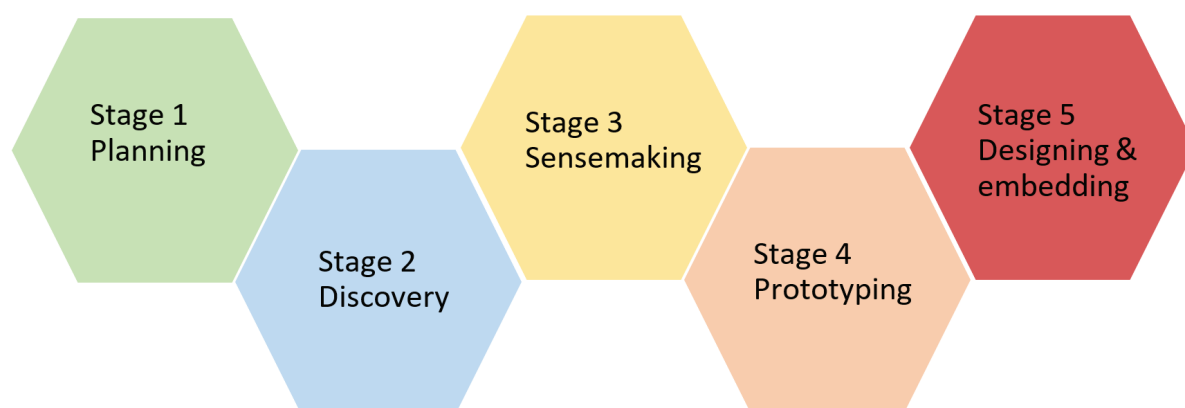 Stage 1
Planning
Stage 2
Discovery
Stage 3
Sensemaking
Stage 4
Prototyping
Stage 5
Designing &
embedding